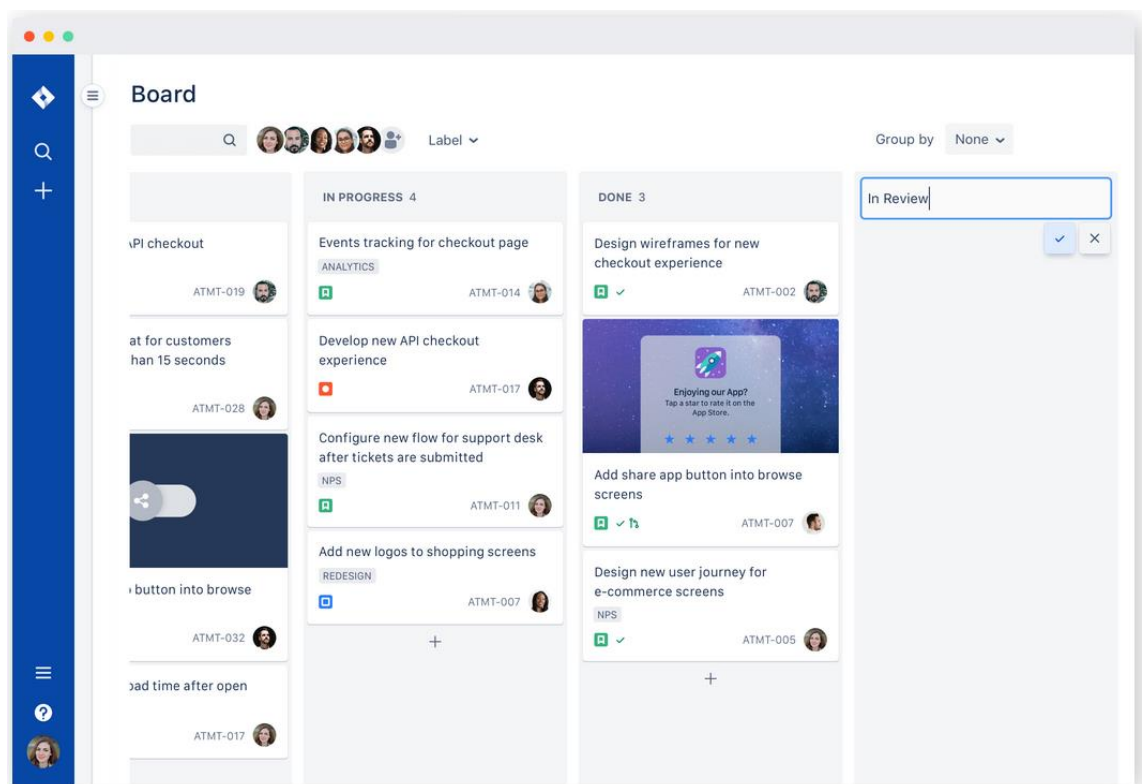 Board
Label
Group by
None
API checkout
ATMT-019
at for customers
han 15 seconds
ATMT-028
button into browse
ATMT-032
oad time after open
ATMT-017
IN PROGRESS 4
Events tracking for checkout page
ANALYTICS
ATMT-014
Develop new API checkout
experience
ATMT-017
Configure new flow for support desk
after tickets are submitted
NPS
ATMT-011
Add new logos to shopping screens
REDESIGN
ATMT-007
DONE 3
Design wireframes for new
checkout experience
ATMT-002
Enjoying our App?
Tap a star to rate it on the
App Store.
Add share app button into browse
screens
ATMT-007
Design new user journey for
e-commerce screens
NPS
ATMT-005
In Review